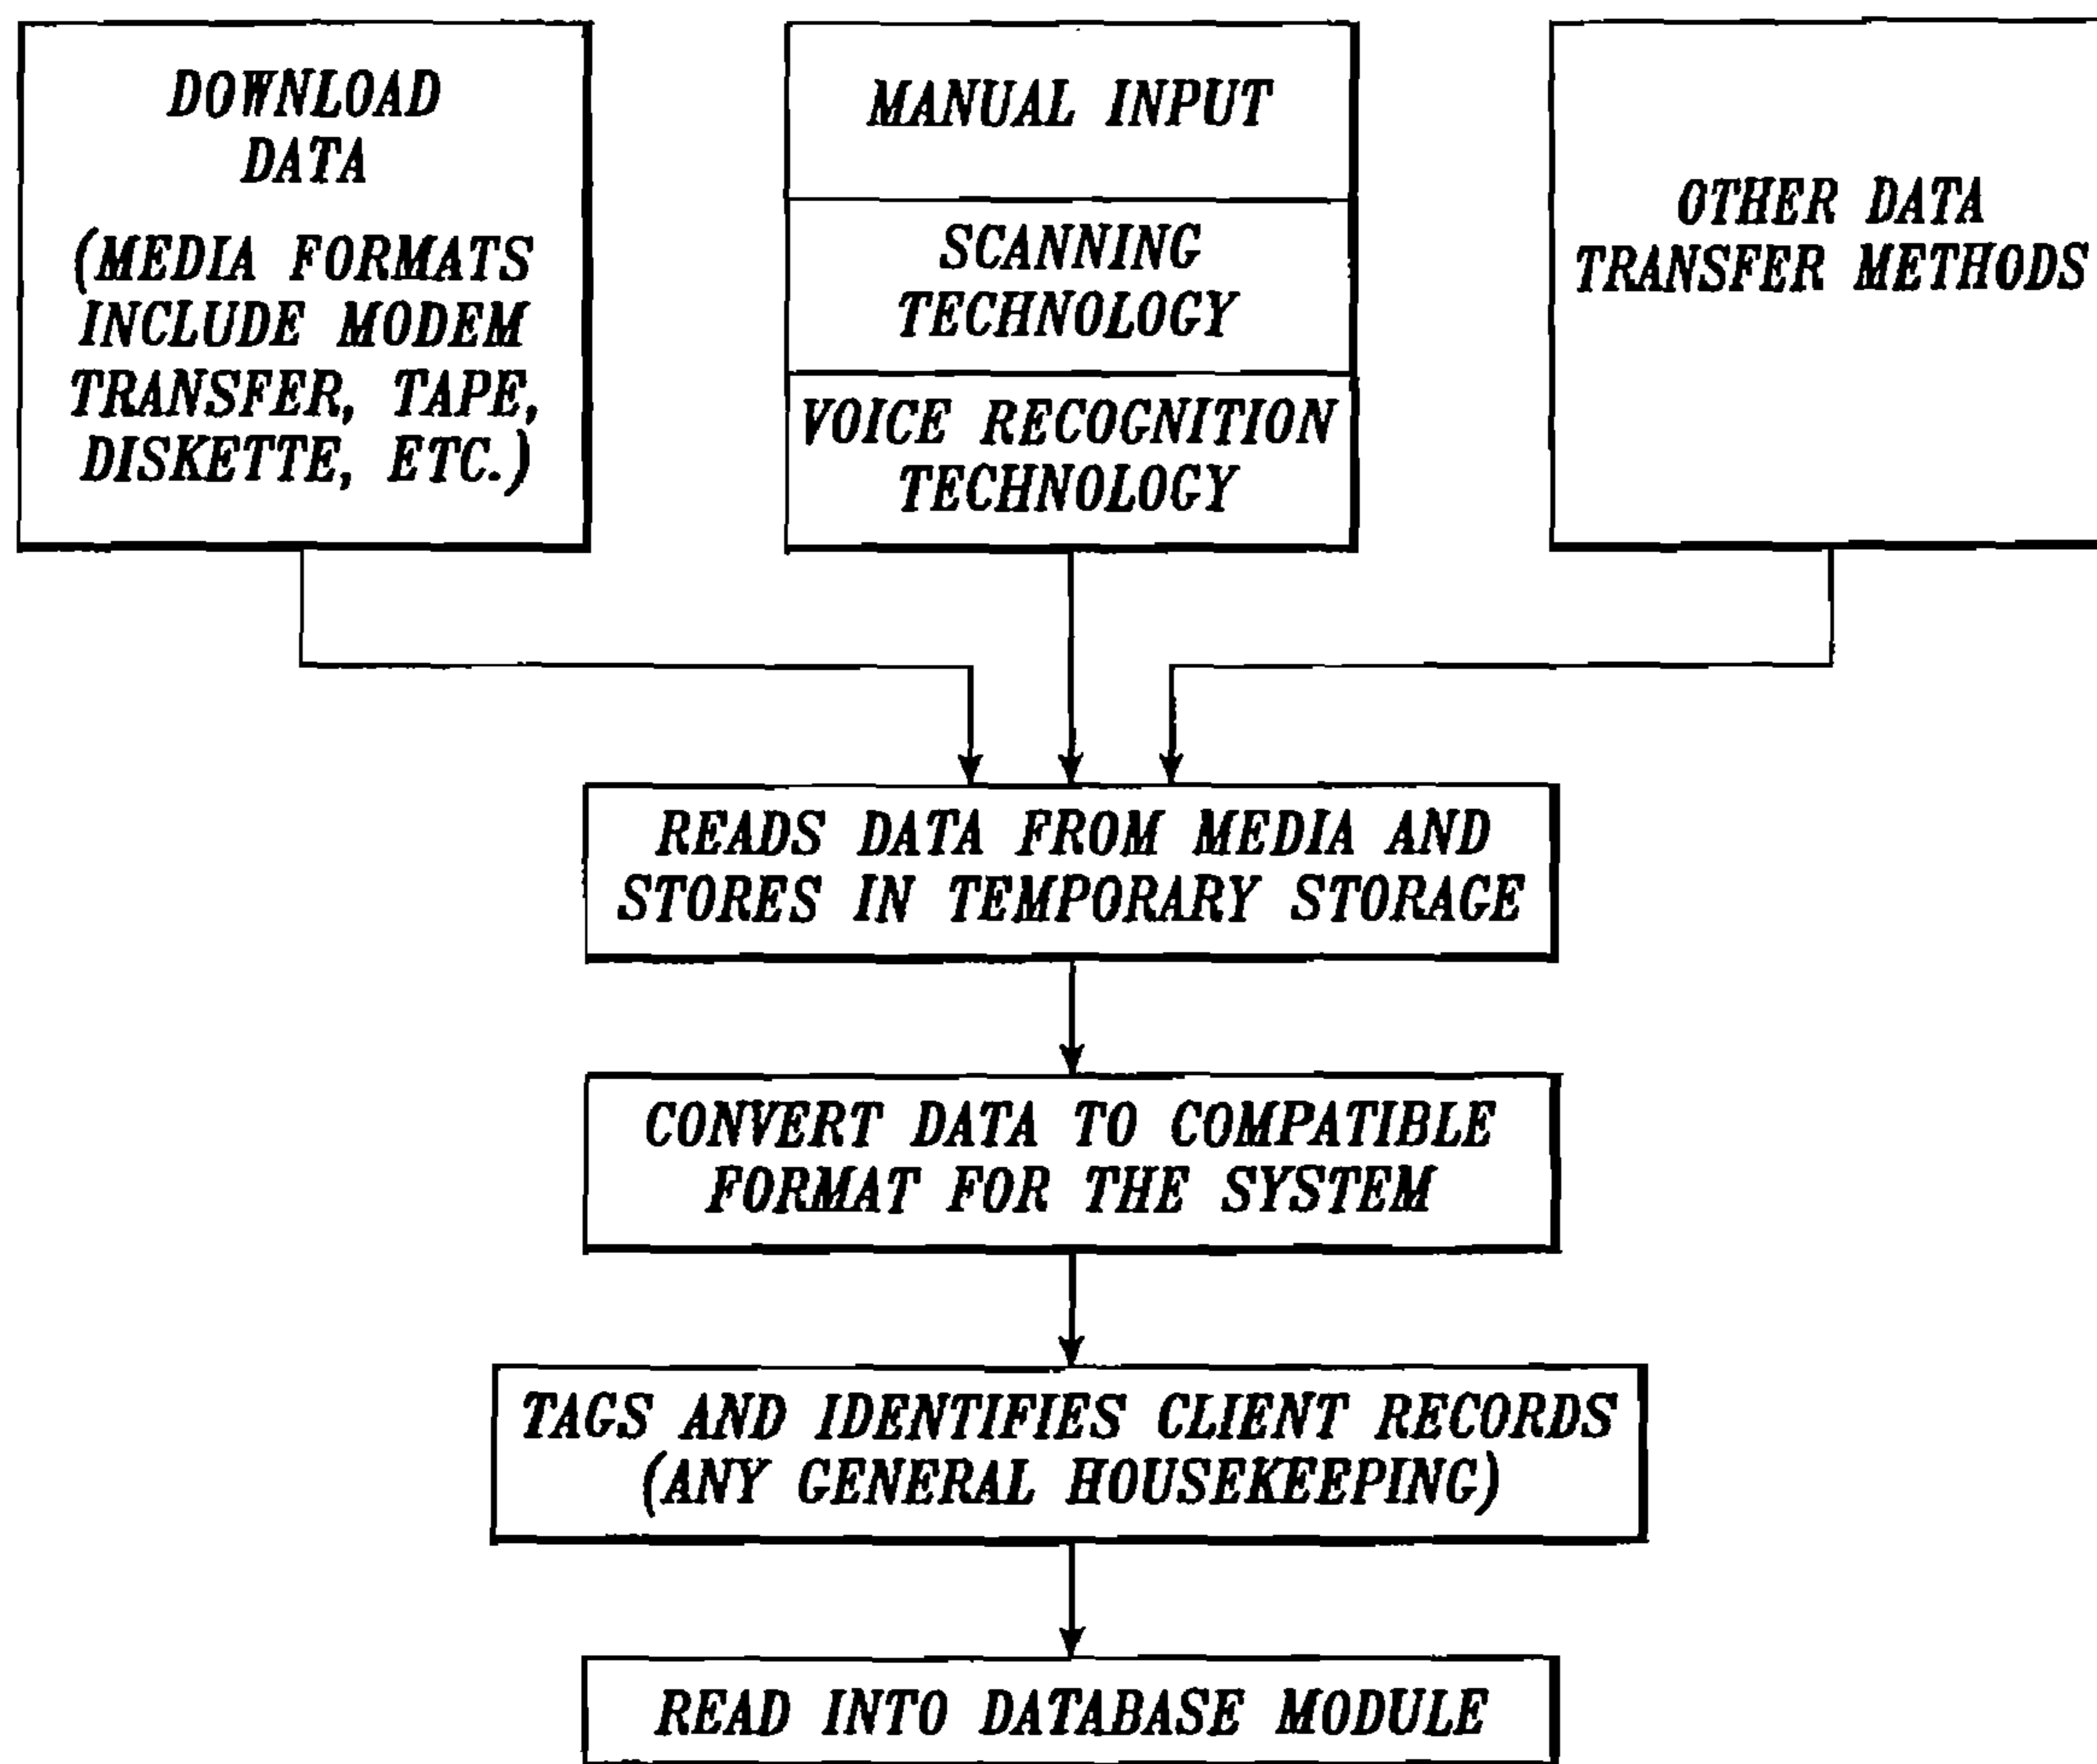 DOWNLOAD
DATA
(MEDIA FORMATS
INCLUDE MODEM
TRANSFER, TAPE,
DISKETTE, ETC.)
MANUAL INPUT
SCANNING
TECHNOLOGY
VOICE RECOGNITION
TECHNOLOGY
OTHER DATA
TRANSFER METHODS
READS DATA FROM MEDIA AND
STORES IN TEMPORARY STORAGE
CONVERT DATA TO COMPATIBLE
FORMAT FOR THE SYSTEM
TAGS AND IDENTIFIES CLIENT RECORDS
(ANY GENERAL HOUSEKEEPING)
READ INTO DATABASE MODULE